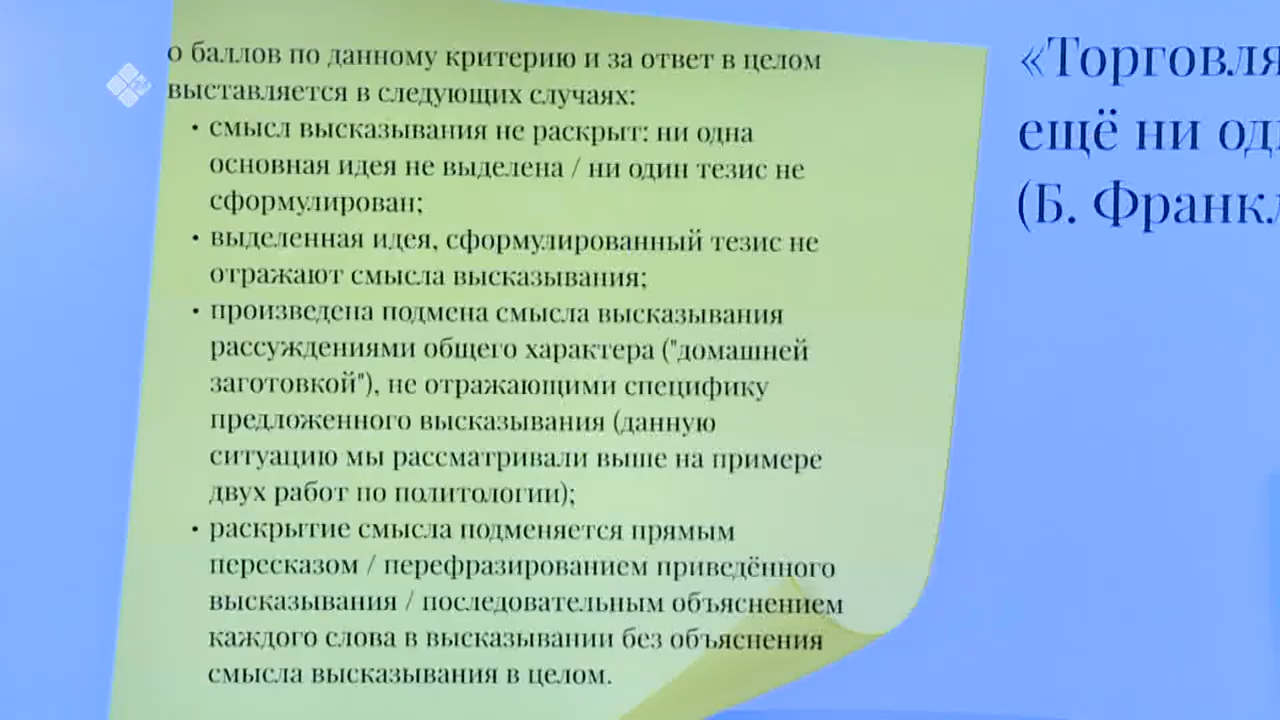 0 баллов по данному критерию и за ответ в целом
выставляется в следующих случаях:
• смысл высказывания не раскрыт: ни одна
основная идея не выделена / ни один тезис не
сформулирован;
• выделенная идея, сформулированный тезис не
отражают смысла высказывания;
• произведена подмена смысла высказывания
рассуждениями общего характера ("домашней
заготовкой"), не отражающими специфику
предложенного высказывания (данную
ситуацию мы рассматривали выше на примере
двух работ по политологии);
• раскрытие смысла подменяется прямым
пересказом / перефразированием приведённого
высказывания / последовательным объяснением
каждого слова в высказывании без объяснения
смысла высказывания в целом.
«Торговля
ещё ни
(Б.